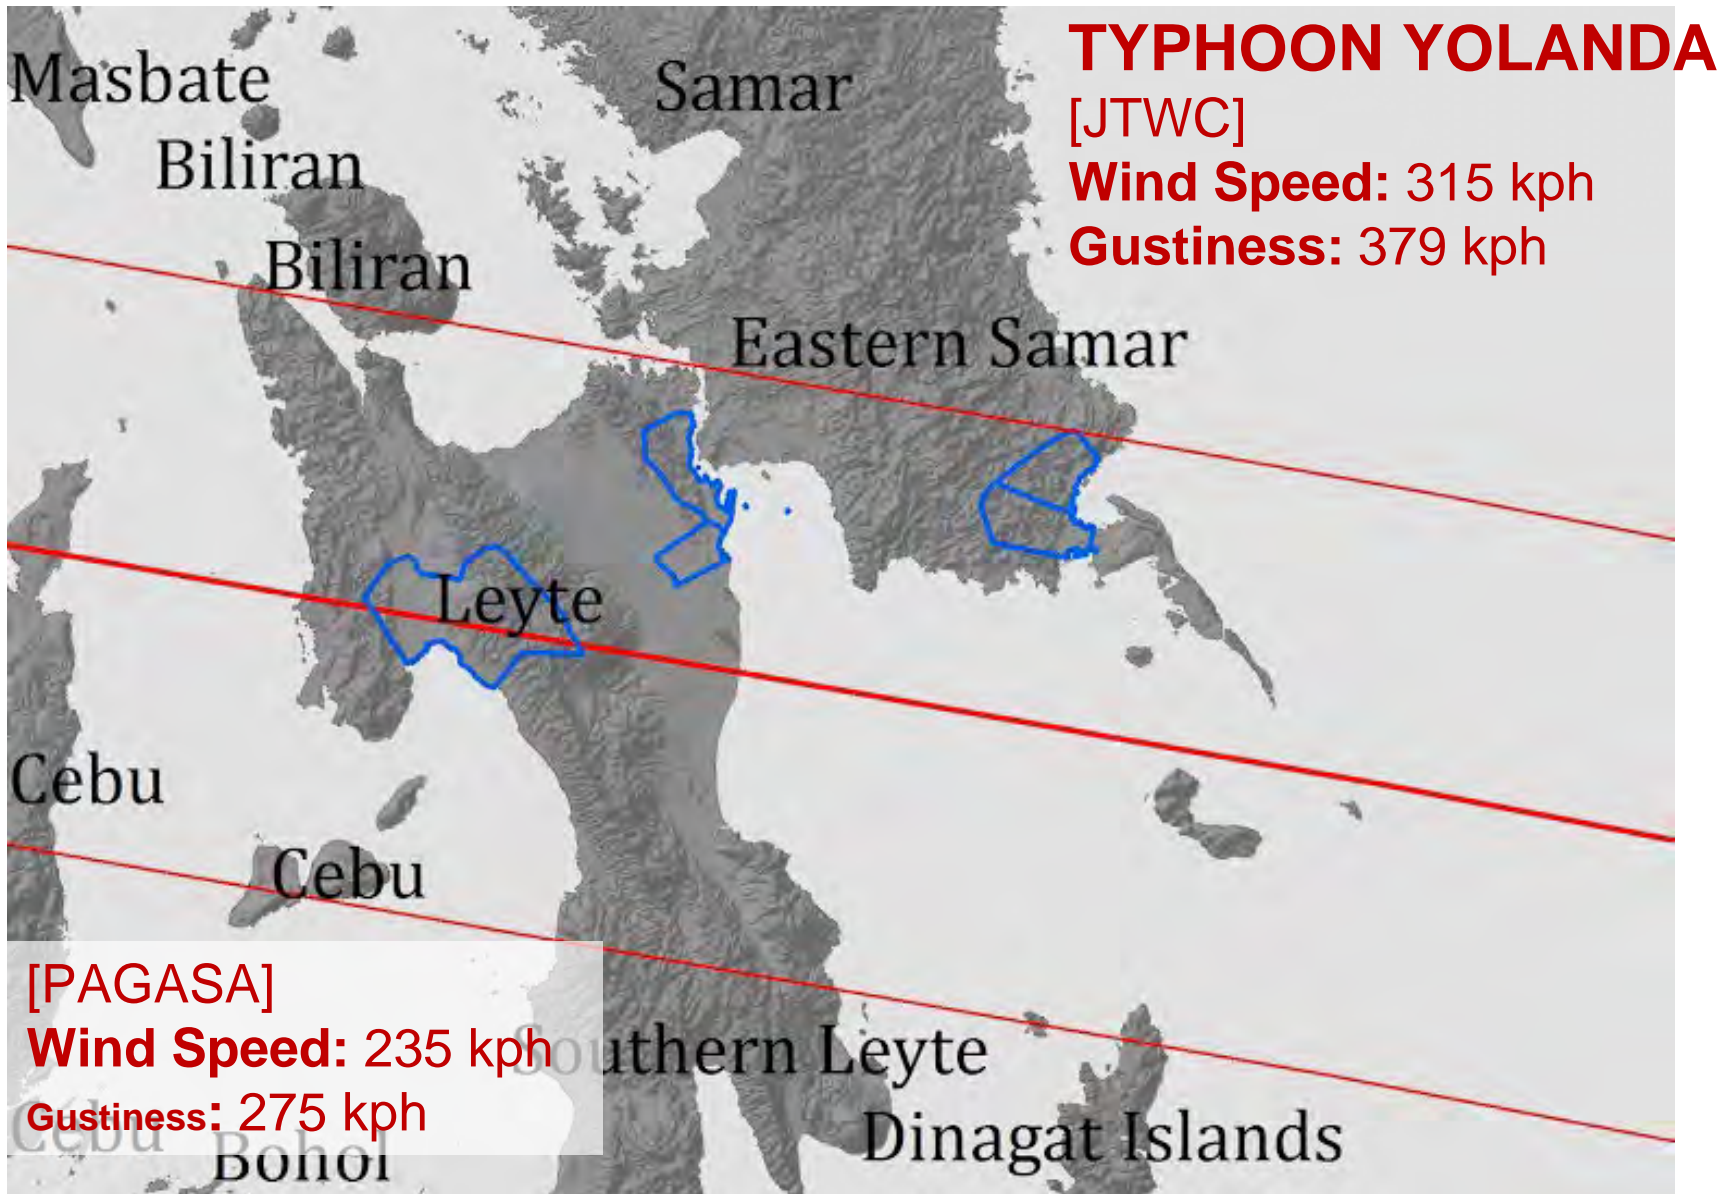 TYPHOON YOLANDA
[JTWC]
Wind Speed: 315 kph
Gustiness: 379 kph
Masbate
Samar
Biliran
Biliran
Eastern Samar
Leyte
Cebu
Cebu
[PAGASA]
Wind Speed: 235 kph
Gustiness: 275 kph
Southern Leyte
Dinagat Islands
Cebu
Bohol